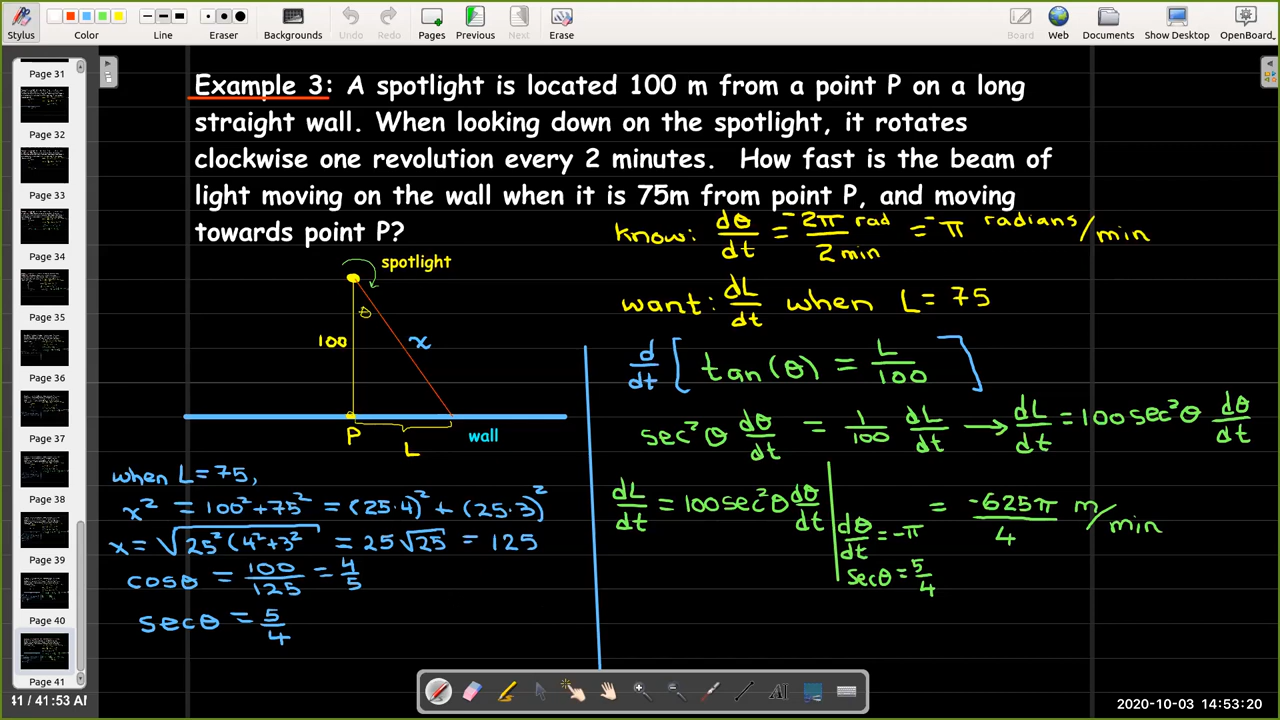 Stylus
Color
Line
Eraser
Backgrounds
Undo
Redo
Pages
Previous
Next
Erase
Board
Web
Documents
Show Desktop
OpenBoard
Page 31
Page 32
Page 33
Page 34
Page 35
Page 36
Page 37
Page 38
Page 39
Page 40
Page 41
Example 3: A spotlight is located 100 m from a point P on a long
straight wall. When looking down on the spotlight, it rotates
clockwise one revolution every 2 minutes. How fast is the beam of
light moving on the wall when it is 75m from point P, and moving
towards point P?
know: dθ/dt = -2π rad/2 min = -π radians/min
spotlight
θ
100
x
P
L
wall
want: dL/dt when L = 75
d/dt [ tan(θ) = L/100 ]
sec²θ dθ/dt = 1/100 dL/dt → dL/dt = 100 sec²θ dθ/dt
dL/dt = 100 sec²θ dθ/dt | dθ/dt = -π secθ = 5/4 = -625π/4 m/min
when L = 75,
x² = 100² + 75² = (25·4)² + (25·3)²
x = √25²(4²+3² = 25√25 = 125
cosθ = 100/125 = 4/5
secθ = 5/4
41 / 41:53 AM
2020-10-03 14:53:20